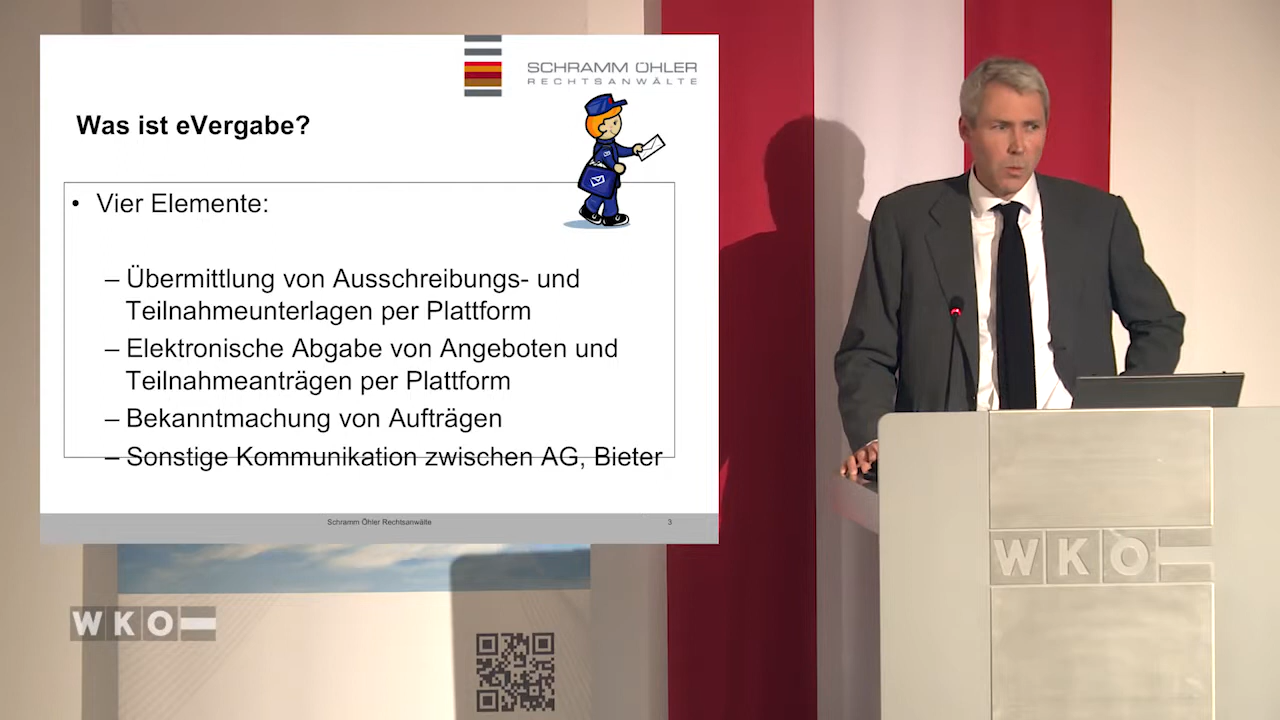 SCHRAMM ÖHLER
RECHTSANWÄLTE
Was ist eVergabe?
• Vier Elemente:
– Übermittlung von Ausschreibungs- und
Teilnahmeunterlagen per Plattform
– Elektronische Abgabe von Angeboten und
Teilnahmeanträgen per Plattform
– Bekanntmachung von Aufträgen
– Sonstige Kommunikation zwischen AG, Bieter
Schramm Öhler Rechtsanwälte 3
WKO
WKO